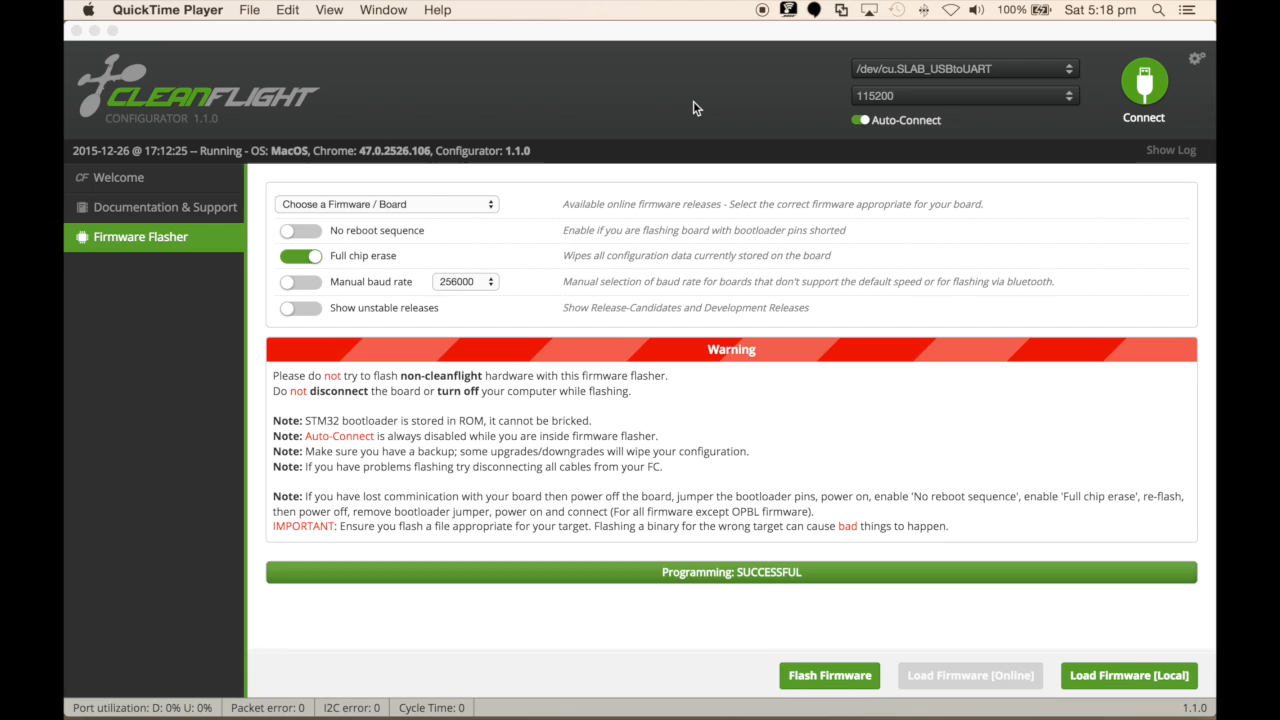 QuickTime Player File Edit View Window Help 100% Sat 5:18 pm
CLEANFLIGHT
CONFIGURATOR 1.1.0
/dev/cu.SLAB_USBtoUART
115200
Auto-Connect
Connect
2015-12-26 @ 17:12:25 -- Running - OS: MacOS, Chrome: 47.0.2526.106, Configurator: 1.1.0
Show Log
CF Welcome
Documentation & Support
Firmware Flasher
Choose a Firmware / Board Available online firmware releases - Select the correct firmware appropriate for your board.
No reboot sequence Enable if you are flashing board with bootloader pins shorted
Full chip erase Wipes all configuration data currently stored on the board
Manual baud rate 256000 Manual selection of baud rate for boards that don't support the default speed or for flashing via bluetooth.
Show unstable releases Show Release-Candidates and Development Releases
Warning
Please do not try to flash non-cleanflight hardware with this firmware flasher.
Do not disconnect the board or turn off your computer while flashing.
Note: STM32 bootloader is stored in ROM, it cannot be bricked.
Note: Auto-Connect is always disabled while you are inside firmware flasher.
Note: Make sure you have a backup; some upgrades/downgrades will wipe your configuration.
Note: If you have problems flashing try disconnecting all cables from your FC.
Note: If you have lost commminication with your board then power off the board, jumper the bootloader pins, power on, enable 'No reboot sequence', enable 'Full chip erase', re-flash,
then power off, remove bootloader jumper, power on and connect (For all firmware except OPBL firmware).
IMPORTANT: Ensure you flash a file appropriate for your target. Flashing a binary for the wrong target can cause bad things to happen.
Programming: SUCCESSFUL
Flash Firmware Load Firmware [Online] Load Firmware [Local]
Port utilization: D: 0% U: 0% Packet error: 0 I2C error: 0 Cycle Time: 0 1.1.0